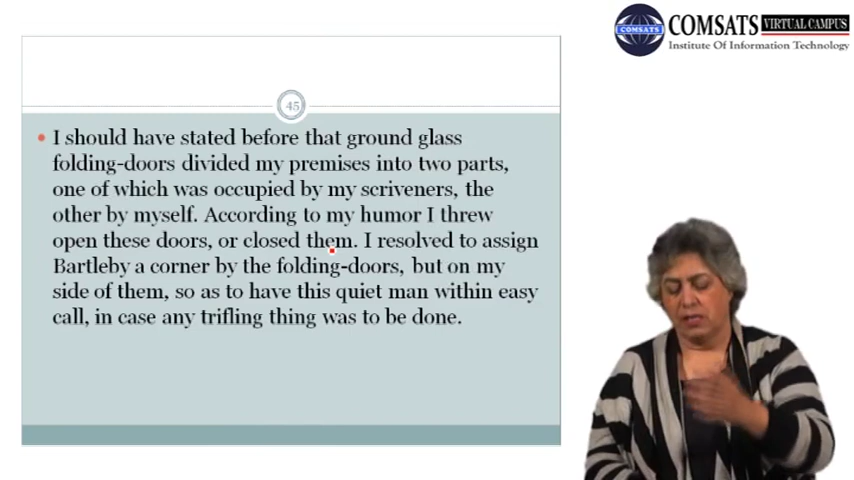 COMSATS VIRTUAL CAMPUS
COMSATS
Institute Of Information Technology
45
I should have stated before that ground glass
folding-doors divided my premises into two parts,
one of which was occupied by my scriveners, the
other by myself. According to my humor I threw
open these doors, or closed them. I resolved to assign
Bartleby a corner by the folding-doors, but on my
side of them, so as to have this quiet man within easy
call, in case any trifling thing was to be done.